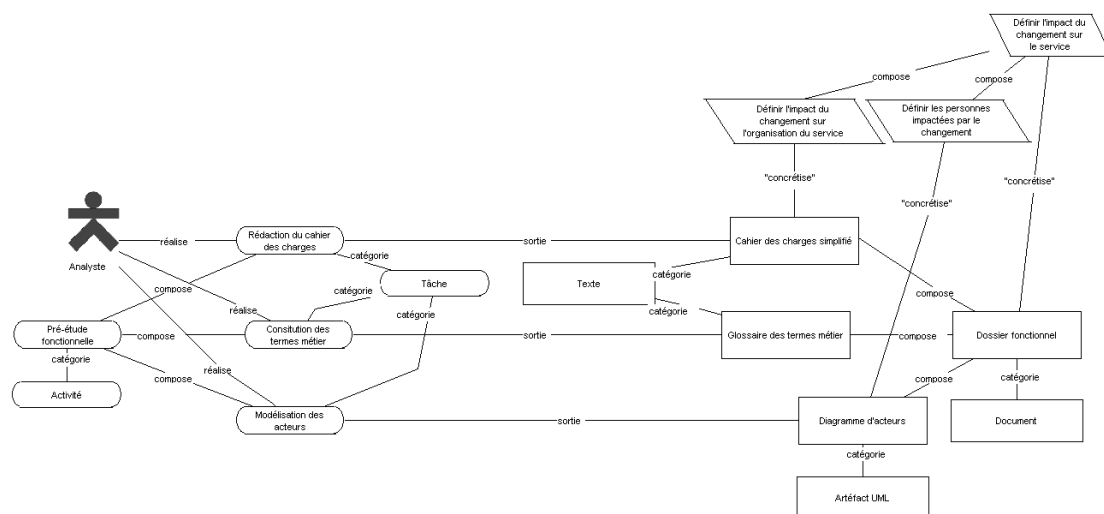 Définir l'impact du
changement sur
le service
compose
compose
Définir l'impact du
changement sur
l'organisation du service
Définir les personnes
impactées par le
changement
"concrétise"
"concrétise"
"concrétise"
Analyste
réalise
Rédaction du cahier
des charges
sortie
Cahier des charges simplifié
catégorie
catégorie
Tâche
Texte
catégorie
catégorie
compose
catégorie
compose
réalise
catégorie
Pré-étude
fonctionnelle
compose
Consitution des
termes métier
sortie
Glossaire des termes métier
compose
Dossier fonctionnel
catégorie
réalise
compose
compose
catégorie
Activité
Modélisation des
acteurs
sortie
Diagramme d'acteurs
Document
catégorie
Artéfact UML